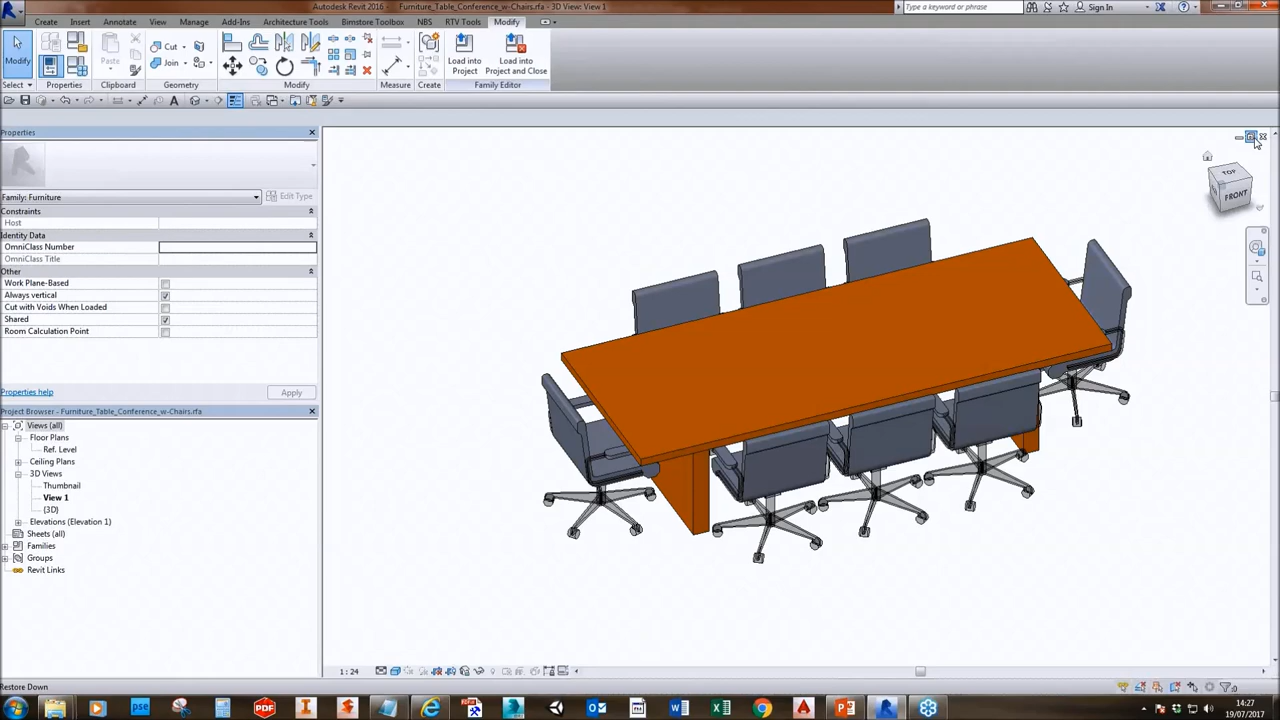 Autodesk Revit 2016 - Furniture_Table_Conference_w-Chairs.rfa - 3D View: View 1
Type a keyword or phrase
Sign In
Create Insert Annotate View Manage Add-Ins Architecture Tools Bimstore Toolbox NBS RTV Tools Modify
Modify
Paste
Cut
Join
Load into Project
Load into Project and Close
Select Properties Clipboard Geometry Modify Measure Create Family Editor
Properties
Family: Furniture
Edit Type
Constraints
Host
Identity Data
OmniClass Number
OmniClass Title
Other
Work Plane-Based
Always vertical
Cut with Voids When Loaded
Shared
Room Calculation Point
Properties help
Apply
Project Browser - Furniture_Table_Conference_w-Chairs.rfa
Views (all)
Floor Plans
Ref. Level
Ceiling Plans
3D Views
Thumbnail
View 1
{3D}
Elevations (Elevation 1)
Sheets (all)
Families
Groups
Revit Links
TOP
FRONT
1 : 24
Restore Down
:0
pse
PDF
14:27
19/07/2017